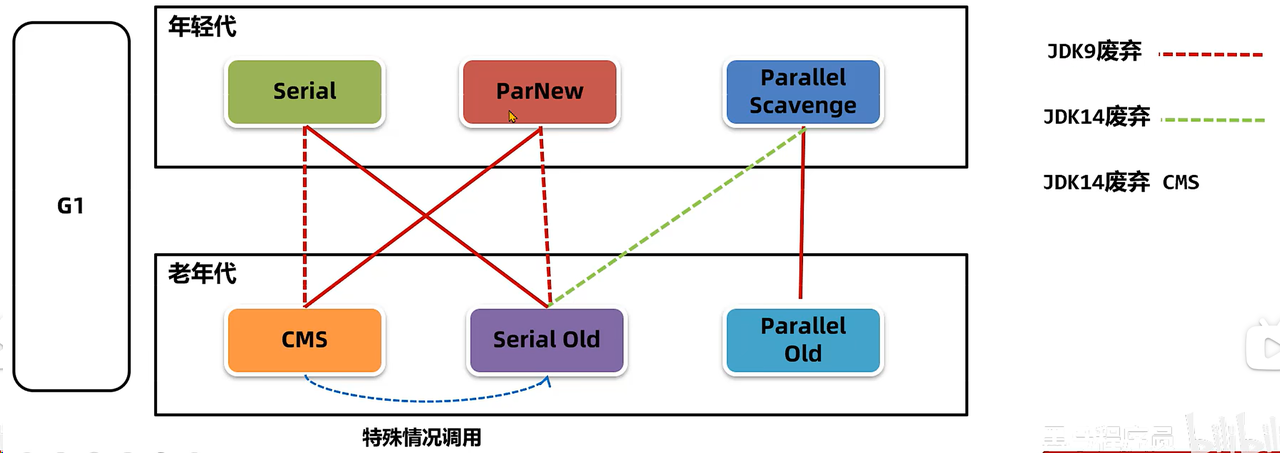 年轻代
Serial
ParNew
Parallel
Scavenge
G1
老年代
CMS
Serial Old
Parallel
Old
特殊情况调用
JDK9废弃
JDK14废弃
JDK14废弃 CMS